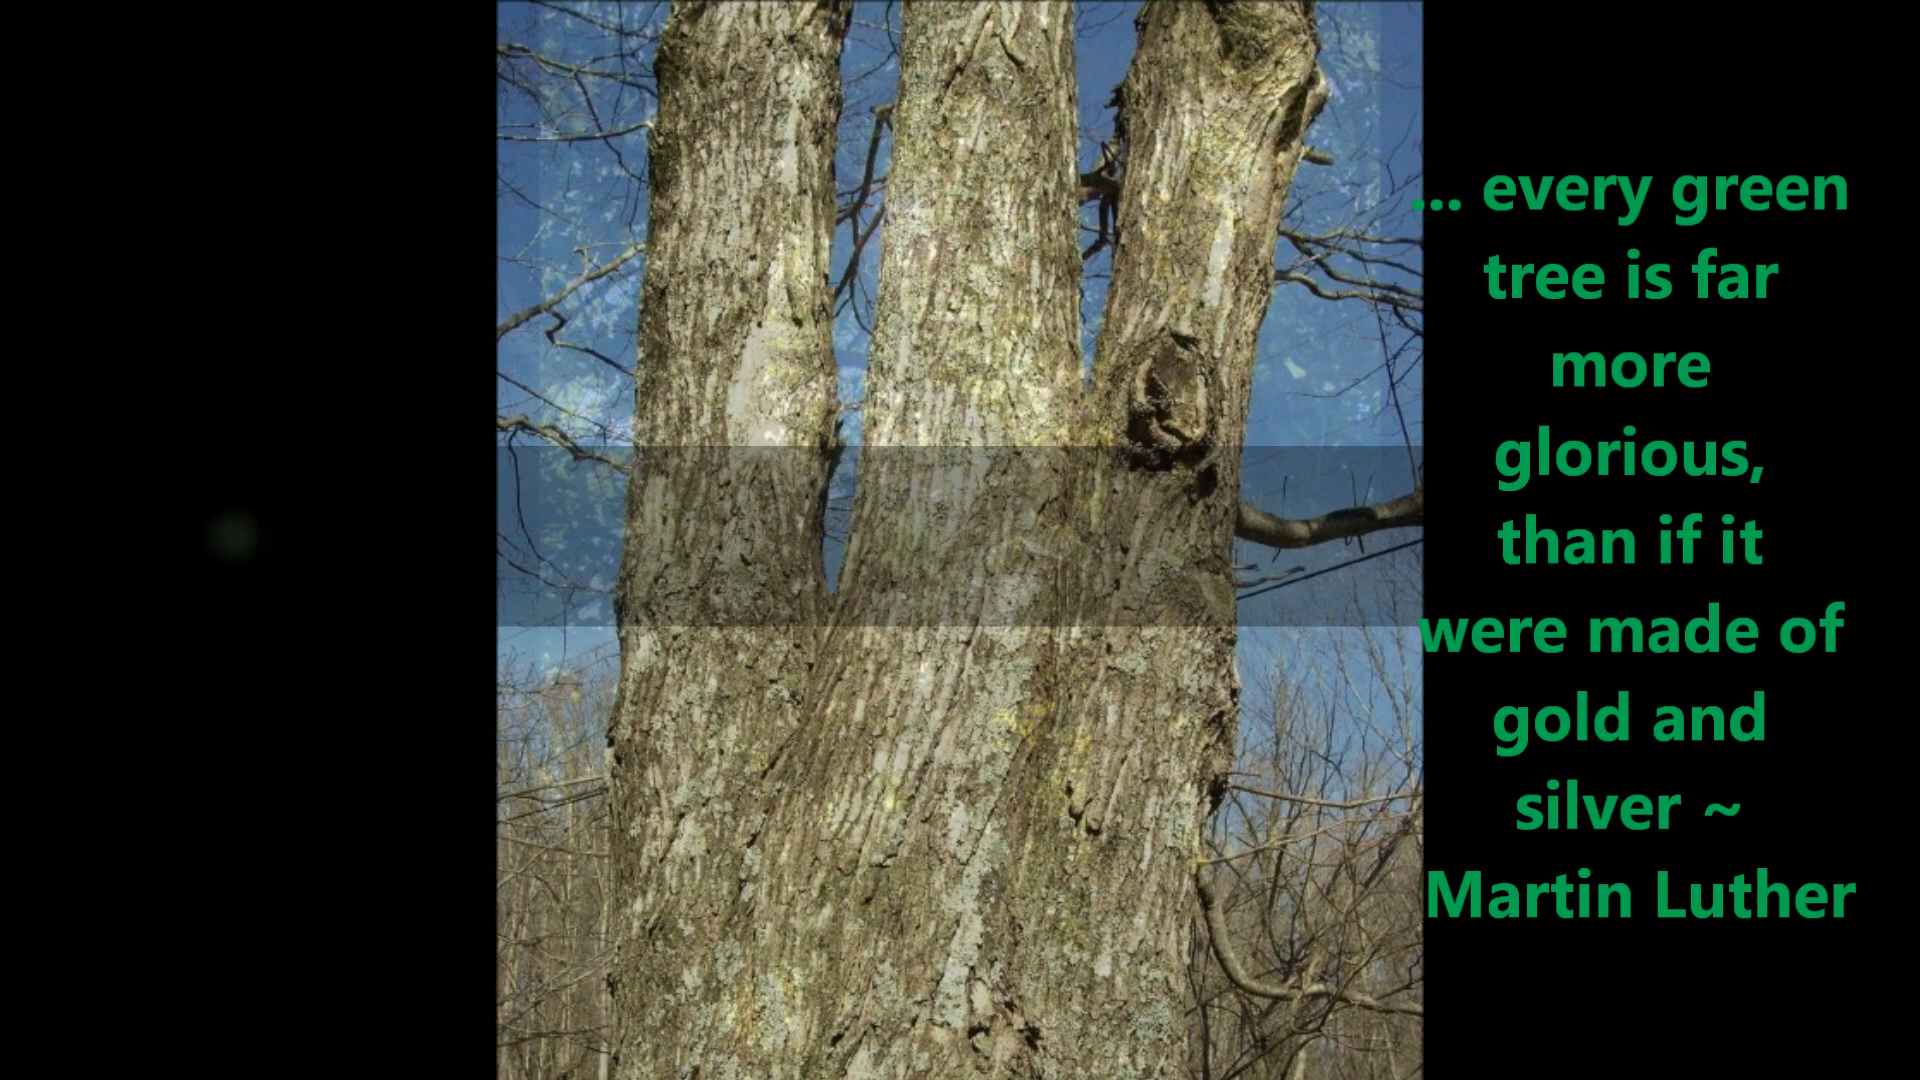 ... every green
tree is far
more
glorious,
than if it
were made of
gold and
silver ~
Martin Luther